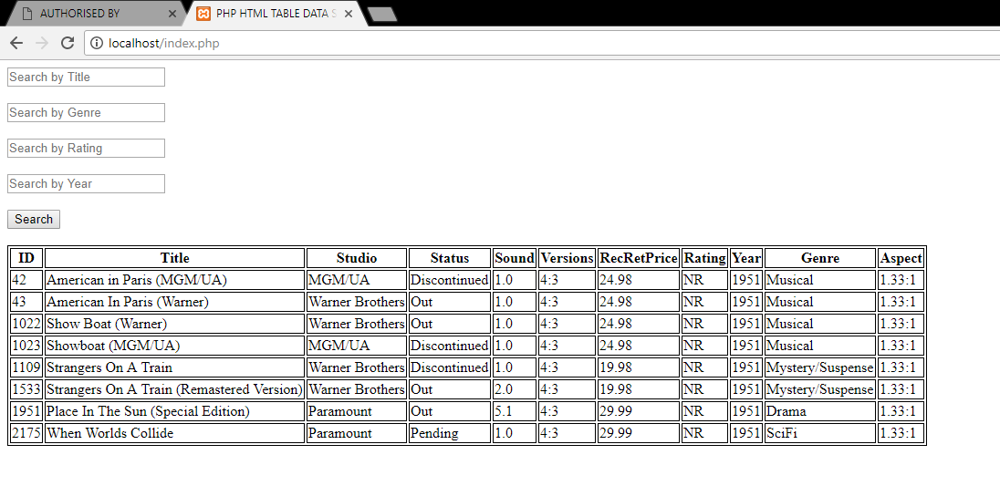 AUTHORISED BY
PHP HTML TABLE DATA S
localhost/index.php
Search by Title
Search by Genre
Search by Rating
Search by Year
Search
ID Title Studio Status Sound Versions RecRetPrice Rating Year Genre Aspect
42 American in Paris (MGM/UA) MGM/UA Discontinued 1.0 4:3 24.98 NR 1951 Musical 1.33:1
43 American In Paris (Warner) Warner Brothers Out 1.0 4:3 24.98 NR 1951 Musical 1.33:1
1022 Show Boat (Warner) Warner Brothers Out 1.0 4:3 24.98 NR 1951 Musical 1.33:1
1023 Showboat (MGM/UA) MGM/UA Discontinued 1.0 4:3 24.98 NR 1951 Musical 1.33:1
1109 Strangers On A Train Warner Brothers Discontinued 1.0 4:3 19.98 NR 1951 Mystery/Suspense 1.33:1
1533 Strangers On A Train (Remastered Version) Warner Brothers Out 2.0 4:3 19.98 NR 1951 Mystery/Suspense 1.33:1
1951 Place In The Sun (Special Edition) Paramount Out 5.1 4:3 29.99 NR 1951 Drama 1.33:1
2175 When Worlds Collide Paramount Pending 1.0 4:3 29.99 NR 1951 SciFi 1.33:1